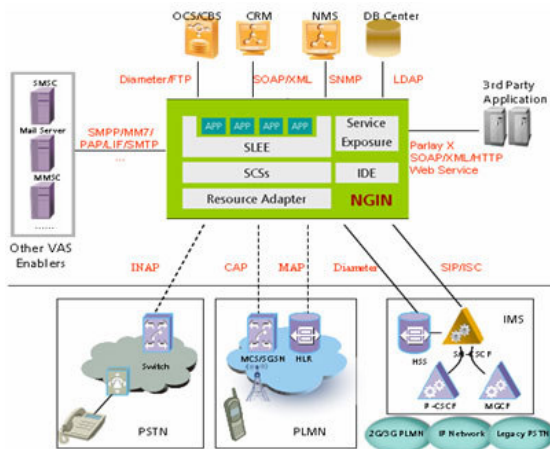 OCS/CBS
CRM
NMS
DB Center
Diameter/FTP
SOAP/XML
SNMP
LDAP
SMSC
Mail Server
MMSC
Other VAS
Enablers
SMPP/MM7/
PAP/LIF/SMTP
...
APP APP APP APP
SLEE
Service
Exposure
SCSs
IDE
Resource Adapter
NGIN
3rd Party
Application
Parlay X
SOAP/XML/HTTP
Web Service
INAP
CAP
MAP
Diameter
SIP/ISC
Switch
PSTN
MCS/SGSN
HLR
PLMN
IMS
HSS
P-CSCF
MGCF
2G/3G PLMN
IP Network
Legacy PSTN